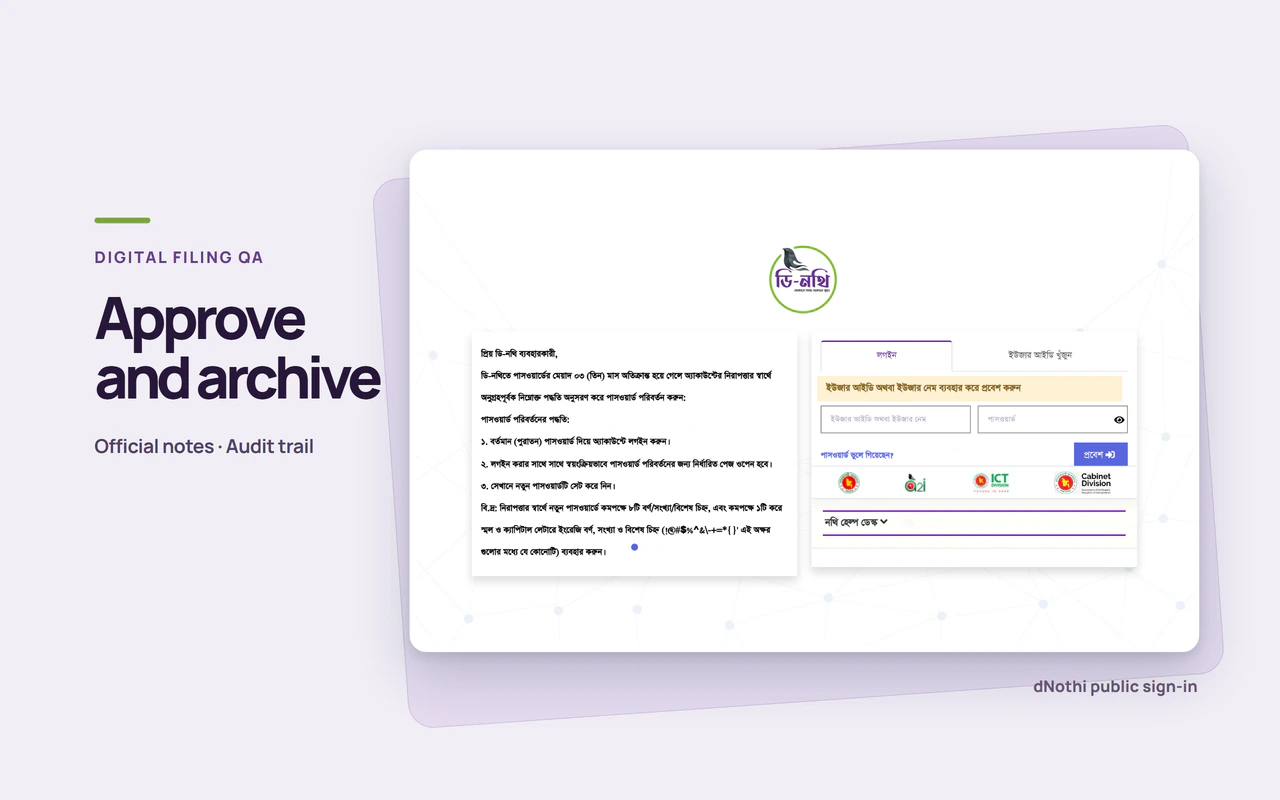 DIGITAL FILING QA
Approve
and archive
Official notes · Audit trail
ডি-নথি
প্রিয় ডি-নথি ব্যবহারকারী,
ডি-নথিতে পাসওয়ার্ডের মেয়াদ ০৩ (তিন) মাস অতিক্রান্ত হয়ে গেলে অ্যাকাউন্টের নিরাপত্তার স্বার্থে
অনুগ্রহপূর্বক নিম্নোক্ত পদ্ধতি অনুসরণ করে পাসওয়ার্ড পরিবর্তন করুন:
পাসওয়ার্ড পরিবর্তনের পদ্ধতি:
১. বর্তমান (পুরাতন) পাসওয়ার্ড দিয়ে অ্যাকাউন্টে লগইন করুন।
২. লগইন করার সাথে সাথে স্বয়ংক্রিয়ভাবে পাসওয়ার্ড পরিবর্তনের জন্য নির্ধারিত পেজ ওপেন হবে।
৩. সেখানে নতুন পাসওয়ার্ডটি সেট করে নিন।
বি.দ্র: নিরাপত্তার স্বার্থে নতুন পাসওয়ার্ডে কমপক্ষে ৮টি বর্ণ/সংখ্যা/বিশেষ চিহ্ন, এবং কমপক্ষে ১টি করে
স্মল ও ক্যাপিটাল লেটারে ইংরেজি বর্ণ, সংখ্যা ও বিশেষ চিহ্ন (!@#$%^&\-+=*{ }' এই অক্ষর
গুলোর মধ্যে যে কোনোটি) ব্যবহার করুন।
লগইন
ইউজার আইডি খুঁজুন
ইউজার আইডি অথবা ইউজার নেম ব্যবহার করে প্রবেশ করুন
ইউজার আইডি অথবা ইউজার নেম
পাসওয়ার্ড
পাসওয়ার্ড ভুলে গিয়েছেন?
প্রবেশ
a2i
ICT
DIVISION
Cabinet
Division
নথি হেল্প ডেস্ক
dNothi public sign-in